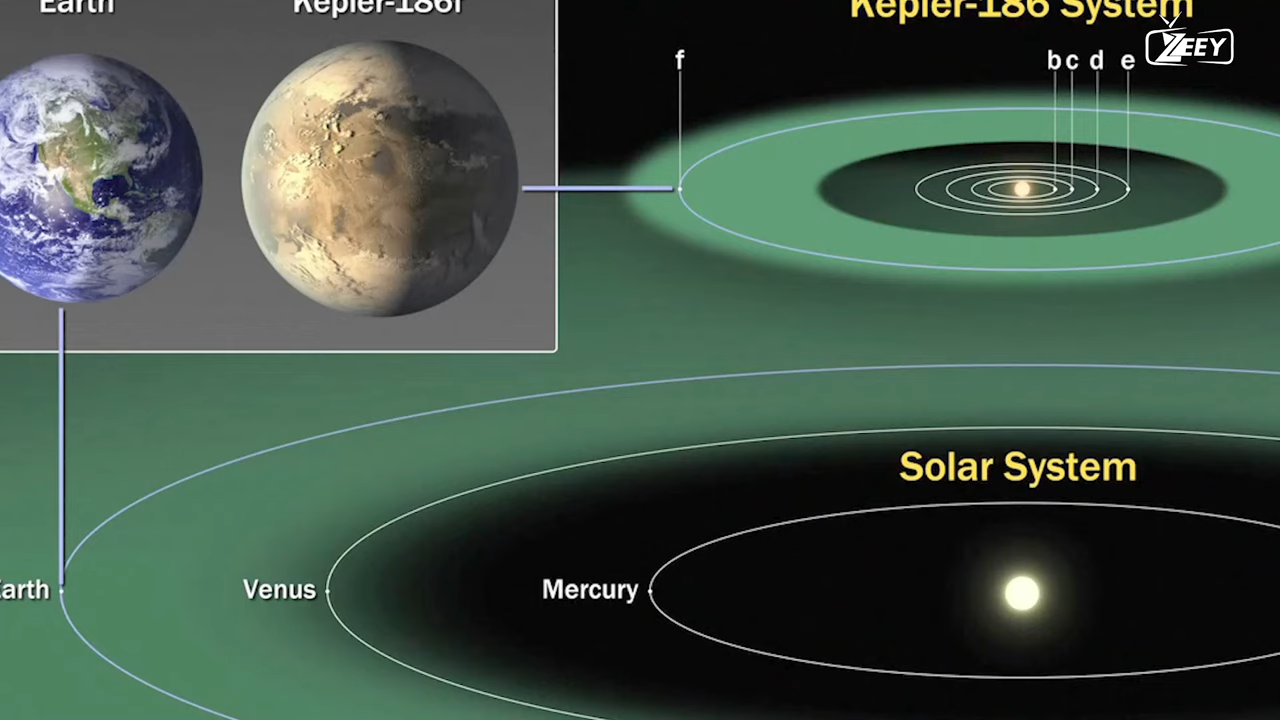 Earth
Kepler-186f
Kepler-186 System
ZEEY
f
b c d e
Solar System
Earth
Venus
Mercury